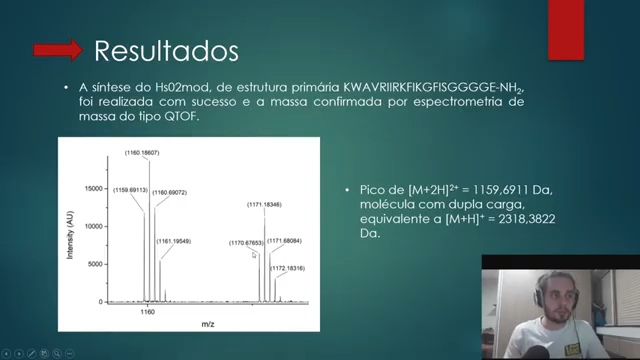 Resultados
• A síntese do Hs02mod, de estrutura primária KWAVRIIRKFIKGFISGGGGE-NH2,
foi realizada com sucesso e a massa confirmada por espectrometria de
massa do tipo QTOF.
(1160.18607)
(1159.69113)
(1160.69072)
(1171.18346)
(1161.19549)
(1170.67653)
(1171.68084)
(1172.18316)
15000
10000
5000
0
Intensity (AU)
1160
m/z
• Pico de [M+2H]2+ = 1159,6911 Da,
molécula com dupla carga,
equivalente a [M+H]+ = 2318,3822
Da.